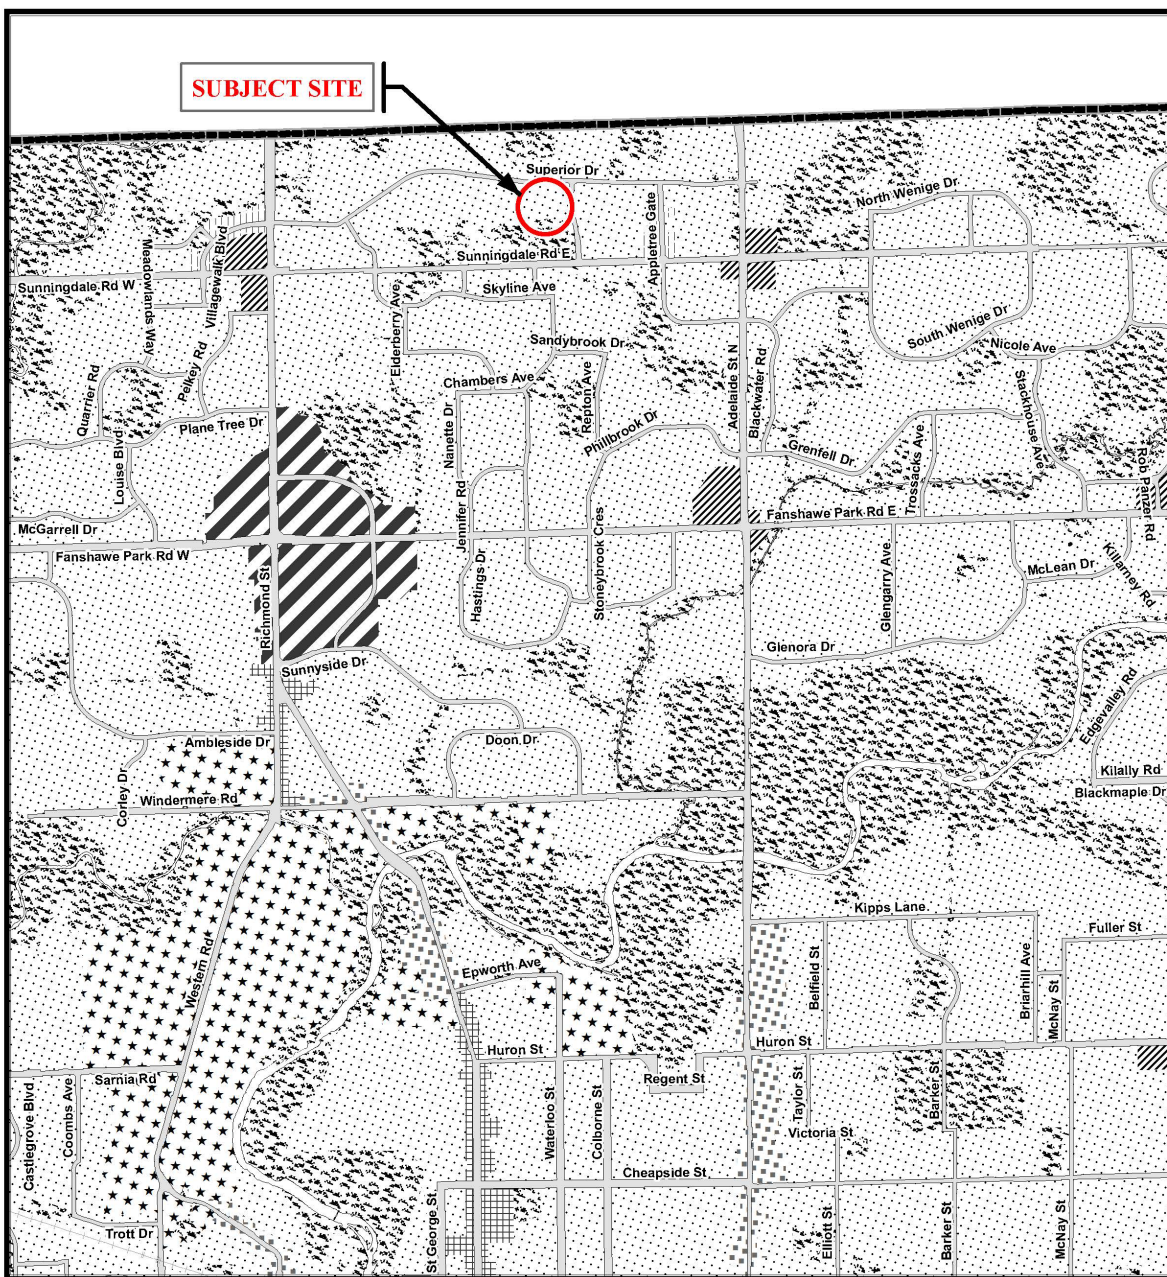 SUBJECT SITE
Superior Dr
North Wenige Dr
Appletree Gate
Villagewalk Blvd
Meadowlands Way
Sunningdale Rd E
Sunningdale Rd W
Skyline Ave
Elderberry Ave
South Wenige Dr
Sandybrook Dr
Nicole Ave
Adelaide St N
Blackwater Rd
Pelkey Rd
Quarrier Rd
Chambers Ave
Repton Ave
Stackhouse Ave
Nanette Dr
Phillbrook Dr
Plane Tree Dr
Grenfell Dr
Trossacks Ave
Louise Blvd
Rob Panzer Rd
Jennifer Rd
Fanshawe Park Rd E
McGarrell Dr
Fanshawe Park Rd W
Stoneybrook Cres
Hastings Dr
Richmond St
Glengarry Ave
McLean Dr
Killarney Rd
Glenora Dr
Sunnyside Dr
Edgevalley Rd
Ambleside Dr
Doon Dr
Corley Dr
Kilally Rd
Windermere Rd
Blackmaple Dr
Kipps Lane
Fuller St
Western Rd
Epworth Ave
Belfield St
Briarhill Ave
McNay St
Huron St
Huron St
Sarnia Rd
Regent St
Castlegrove Blvd
Coombs Ave
Waterloo St
Colborne St
Taylor St
Barker St
Victoria St
Cheapside St
Trott Dr
St George St
Elliott St
Barker St
McNay St